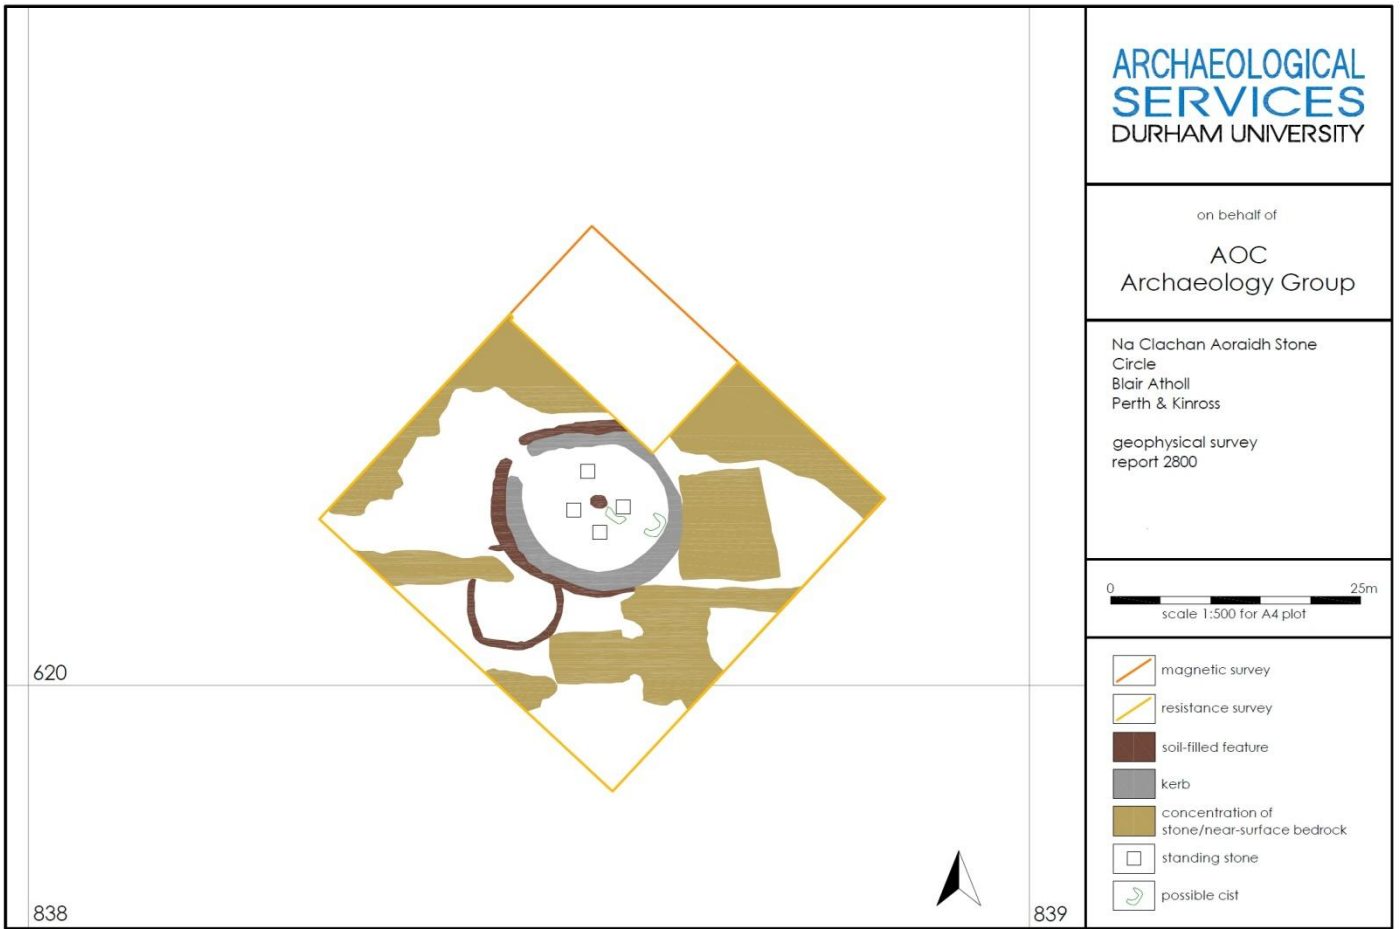 620
838
839
ARCHAEOLOGICAL
SERVICES
DURHAM UNIVERSITY
on behalf of
AOC
Archaeology Group
Na Clachan Aoraidh Stone
Circle
Blair Atholl
Perth & Kinross
geophysical survey
report 2800
0 25m
scale 1:500 for A4 plot
magnetic survey
resistance survey
soil-filled feature
kerb
concentration of
stone/near-surface bedrock
standing stone
possible cist